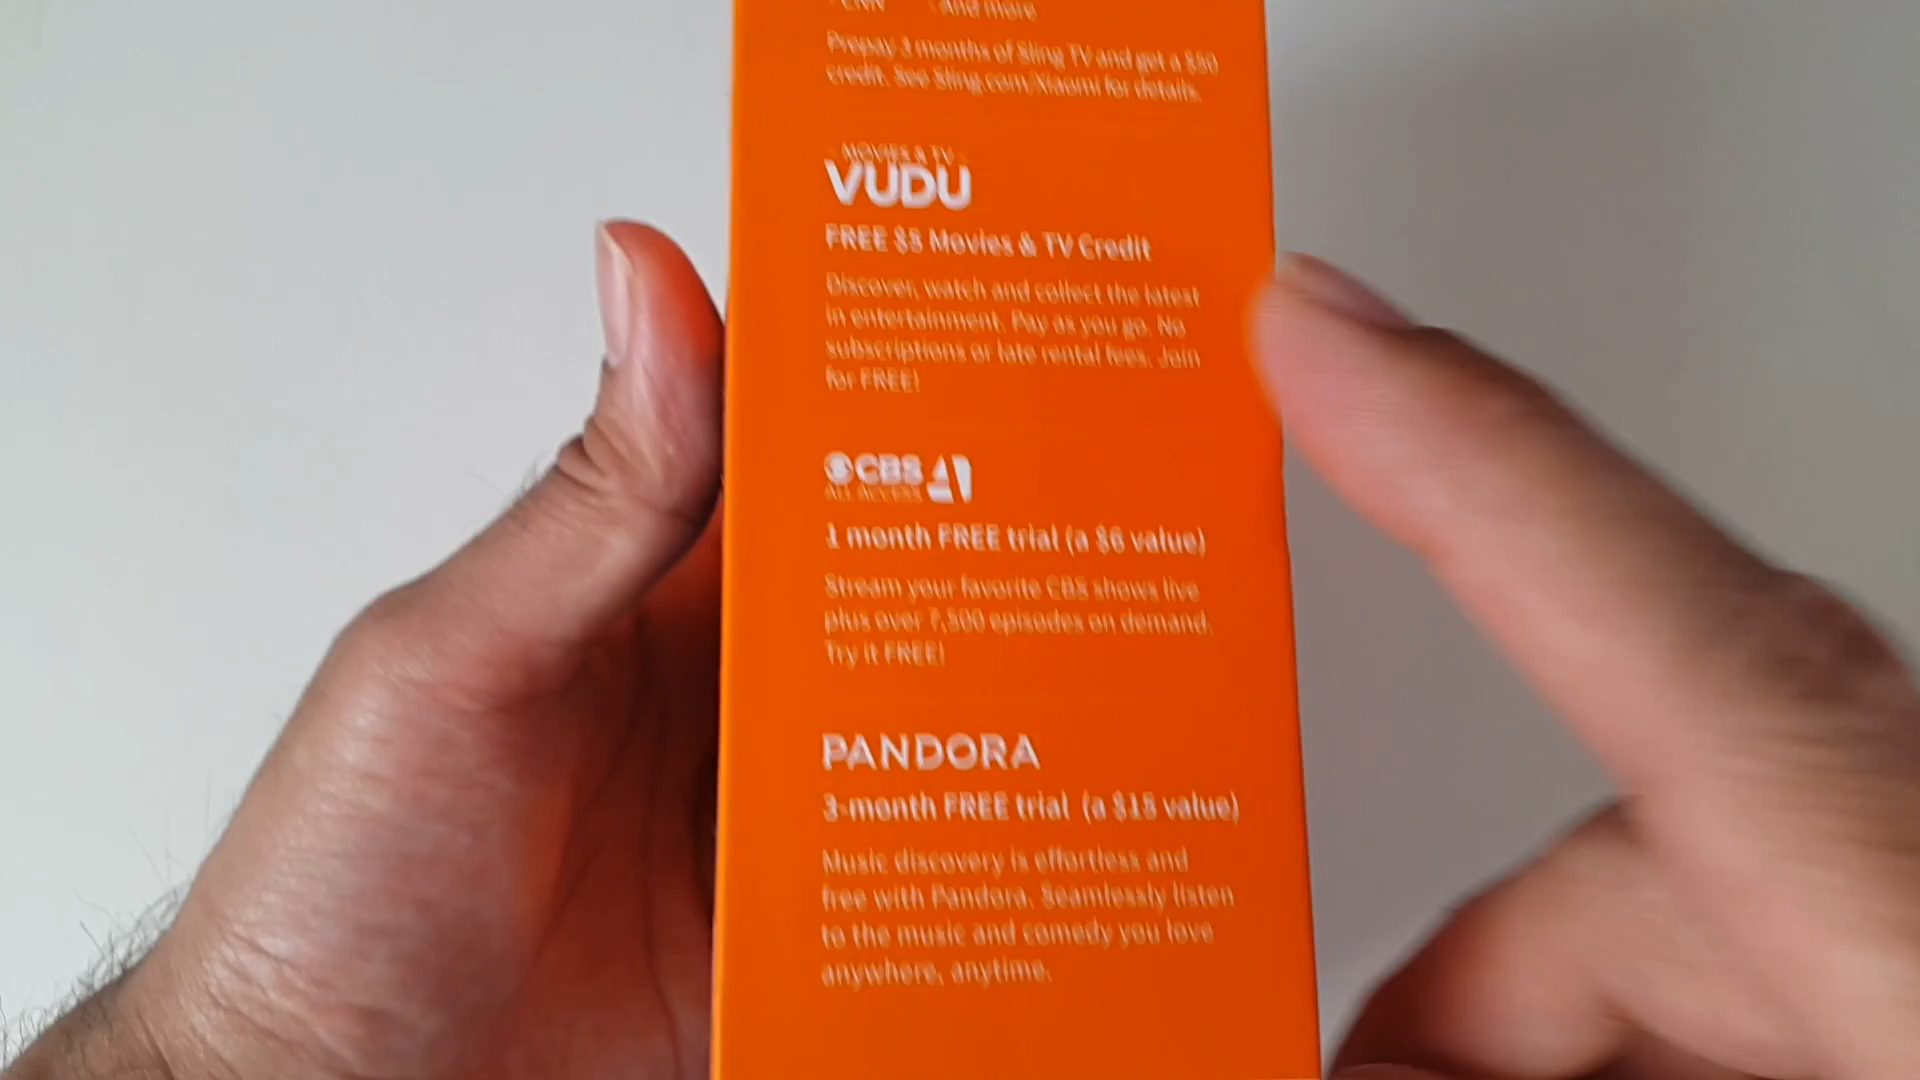 · CNN · And more
Prepay 3 months of Sling TV and get a $50
credit. See Sling.com/Xiaomi for details.
MOVIES & TV
VUDU
FREE $5 Movies & TV Credit
Discover, watch and collect the latest
in entertainment. Pay as you go. No
subscriptions or late rental fees. Join
for FREE!
CBS
ALL ACCESS
1 month FREE trial (a $6 value)
Stream your favorite CBS shows live
plus over 7,500 episodes on demand.
Try it FREE!
PANDORA
3-month FREE trial (a $15 value)
Music discovery is effortless and
free with Pandora. Seamlessly listen
to the music and comedy you love
anywhere, anytime.